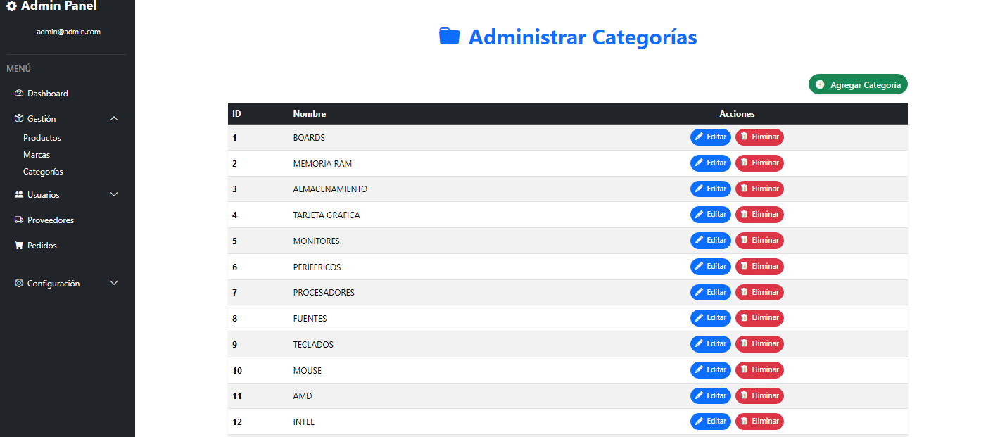 Admin Panel
admin@admin.com
MENÚ
Dashboard
Gestión
Productos
Marcas
Categorías
Usuarios
Proveedores
Pedidos
Configuración
Administrar Categorías
Agregar Categoría
ID Nombre Acciones
1 BOARDS Editar Eliminar
2 MEMORIA RAM Editar Eliminar
3 ALMACENAMIENTO Editar Eliminar
4 TARJETA GRAFICA Editar Eliminar
5 MONITORES Editar Eliminar
6 PERIFERICOS Editar Eliminar
7 PROCESADORES Editar Eliminar
8 FUENTES Editar Eliminar
9 TECLADOS Editar Eliminar
10 MOUSE Editar Eliminar
11 AMD Editar Eliminar
12 INTEL Editar Eliminar